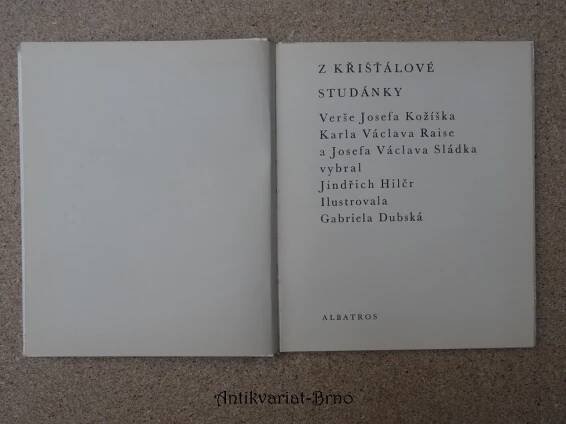 Z KŘIŠŤÁLOVÉ
STUDÁNKY
Verše Josefa Kožíška
Karla Václava Raise
a Josefa Václava Sládka
vybral
Jindřich Hilčr
Ilustrovala
Gabriela Dubská
ALBATROS
Antikvariat-Brno